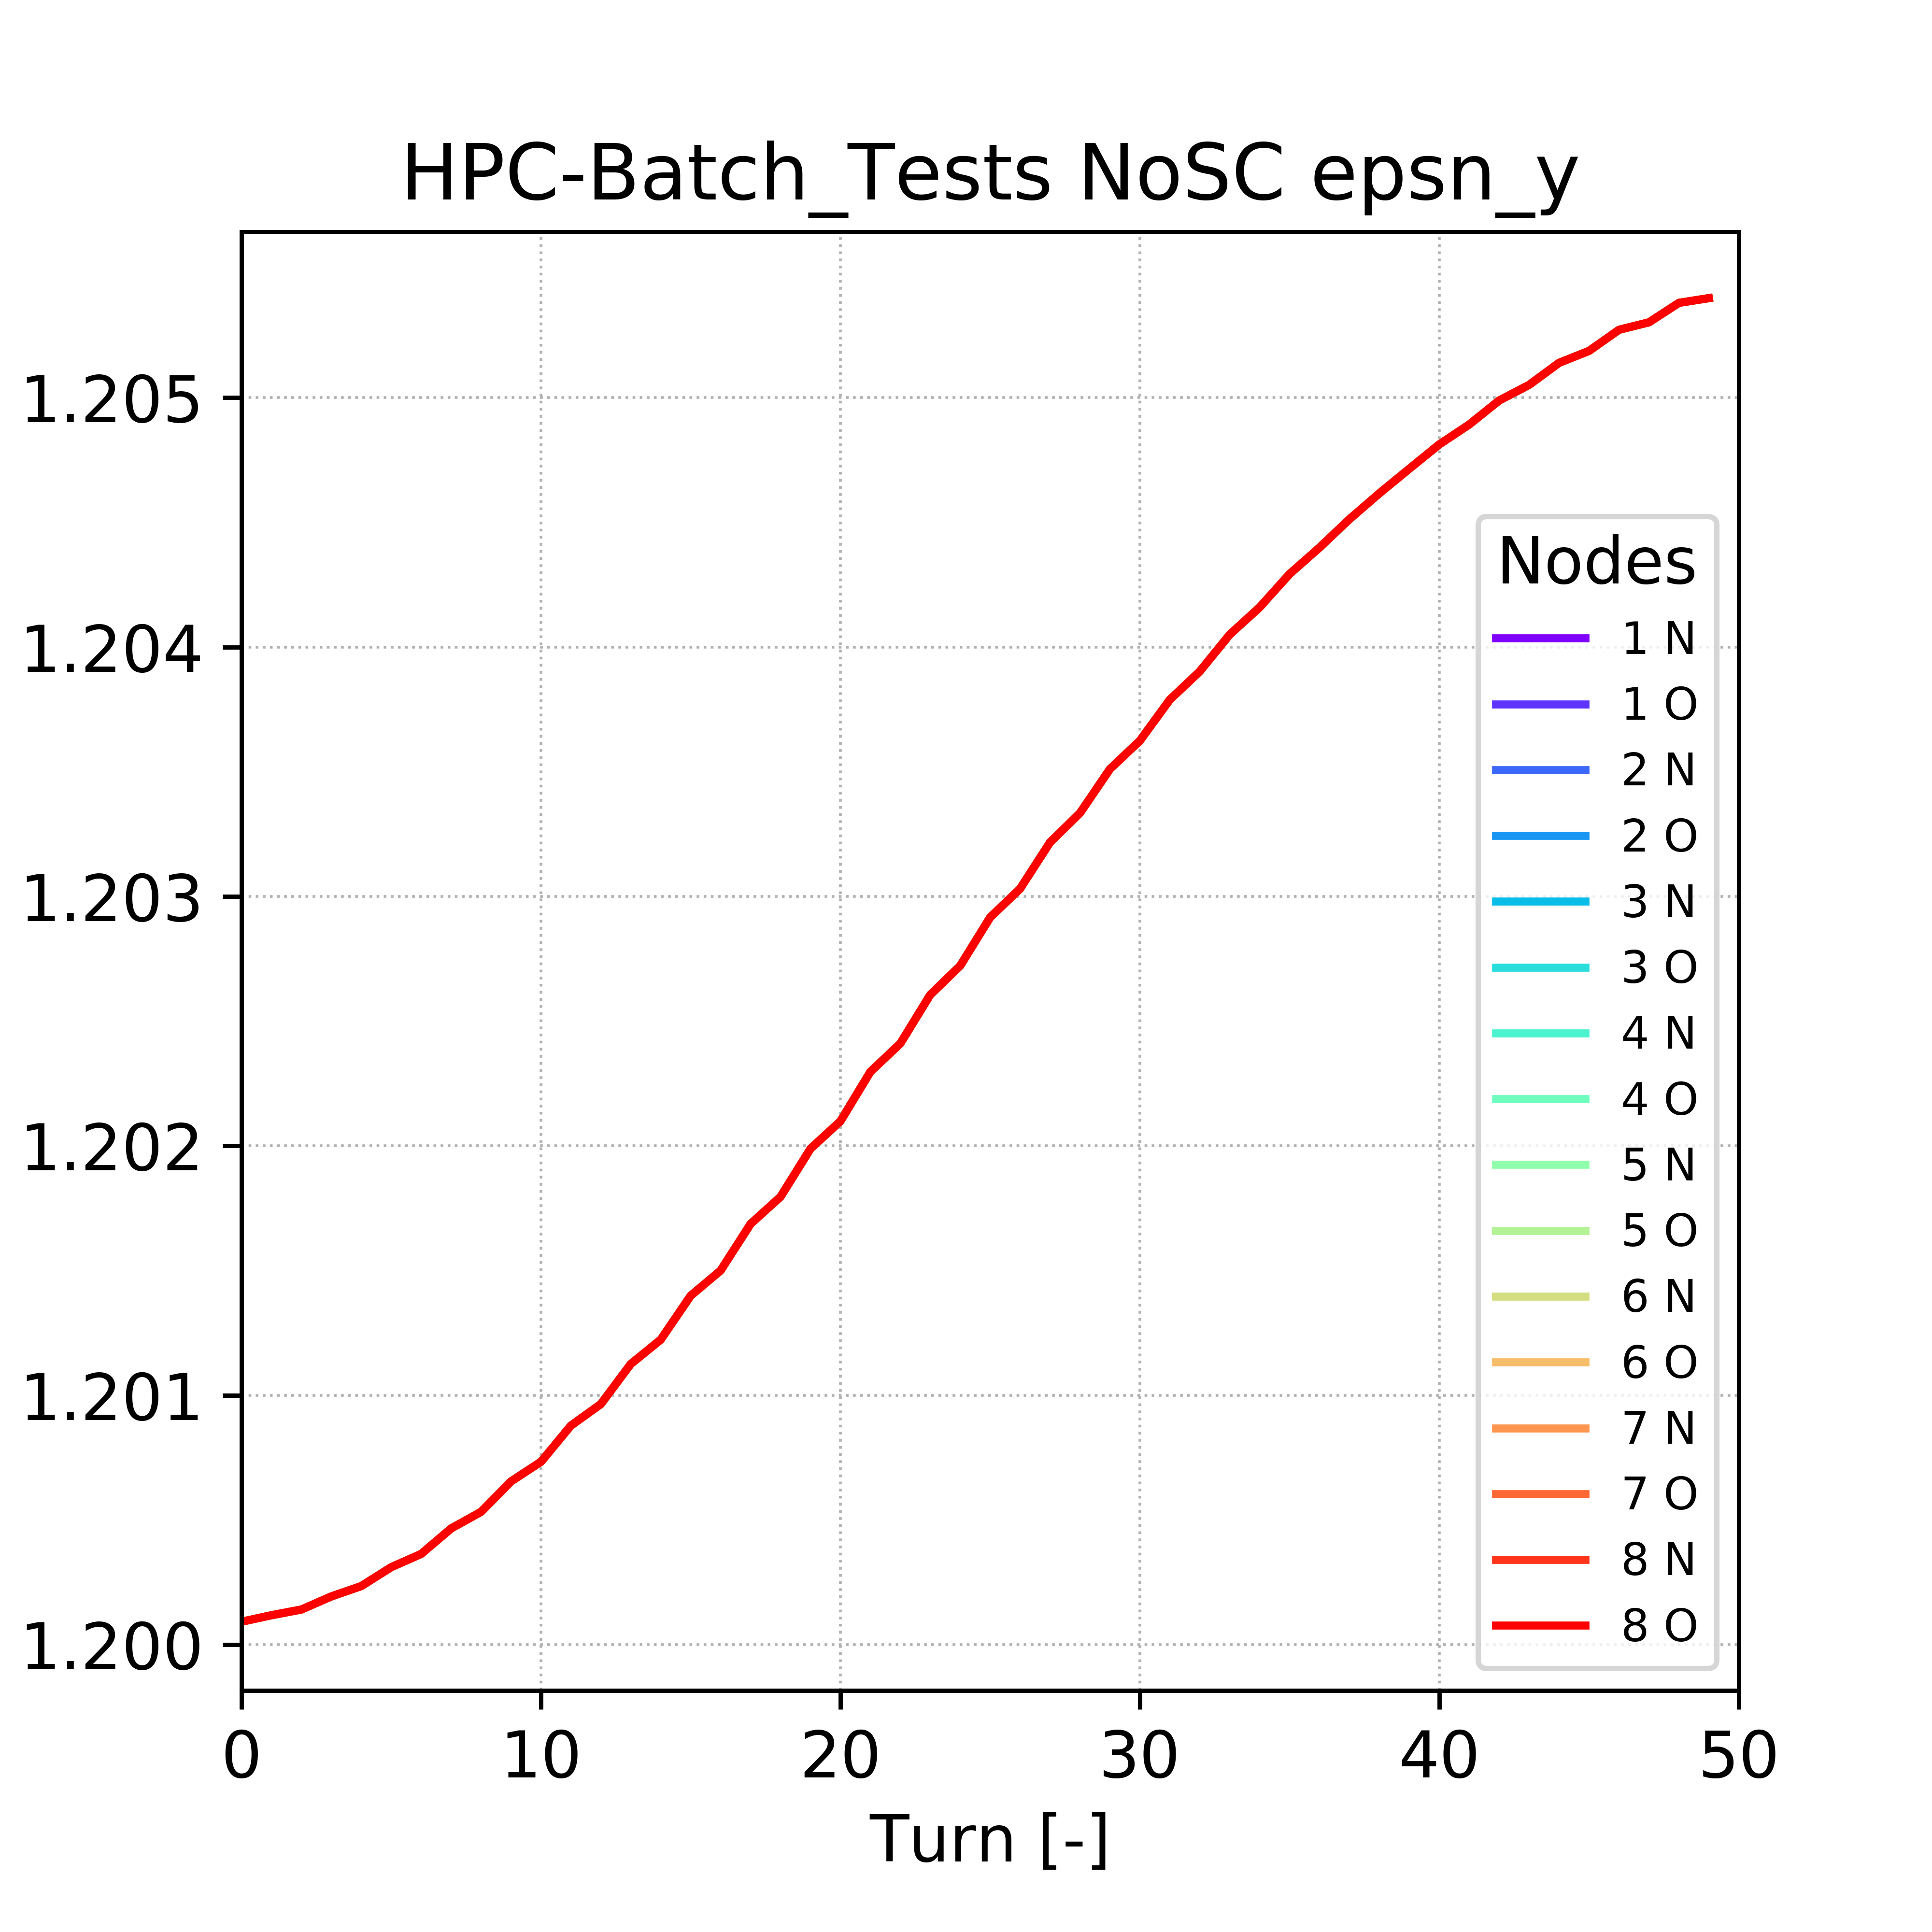 HPC-Batch_Tests NoSC epsn_y
1.205
1.204
1.203
1.202
1.201
1.200
Nodes
1 N
1 O
2 N
2 O
3 N
3 O
4 N
4 O
5 N
5 O
6 N
6 O
7 N
7 O
8 N
8 O
0 10 20 30 40 50
Turn [-]